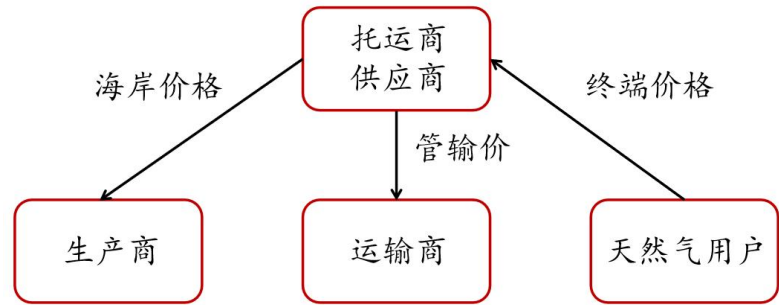 托运商
供应商
海岸价格
终端价格
管输价
生产商
运输商
天然气用户